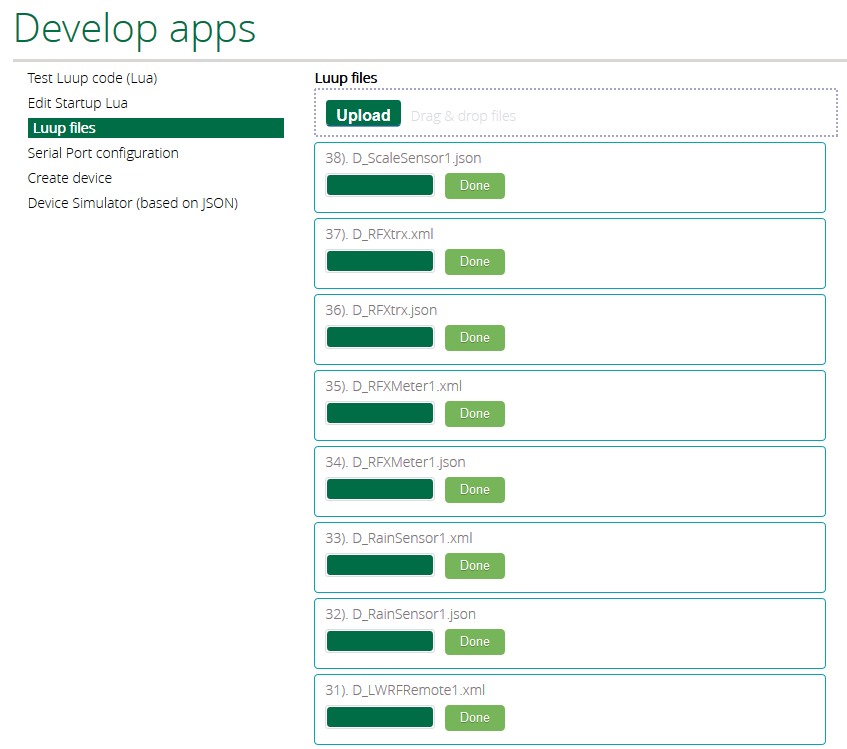 Develop apps
Test Luup code (Lua)
Edit Startup Lua
Luup files
Serial Port configuration
Create device
Device Simulator (based on JSON)
Luup files
Upload Drag & drop files
38). D_ScaleSensor1.json
Done
37). D_RFXtrx.xml
Done
36). D_RFXtrx.json
Done
35). D_RFXMeter1.xml
Done
34). D_RFXMeter1.json
Done
33). D_RainSensor1.xml
Done
32). D_RainSensor1.json
Done
31). D_LWRFRemote1.xml
Done